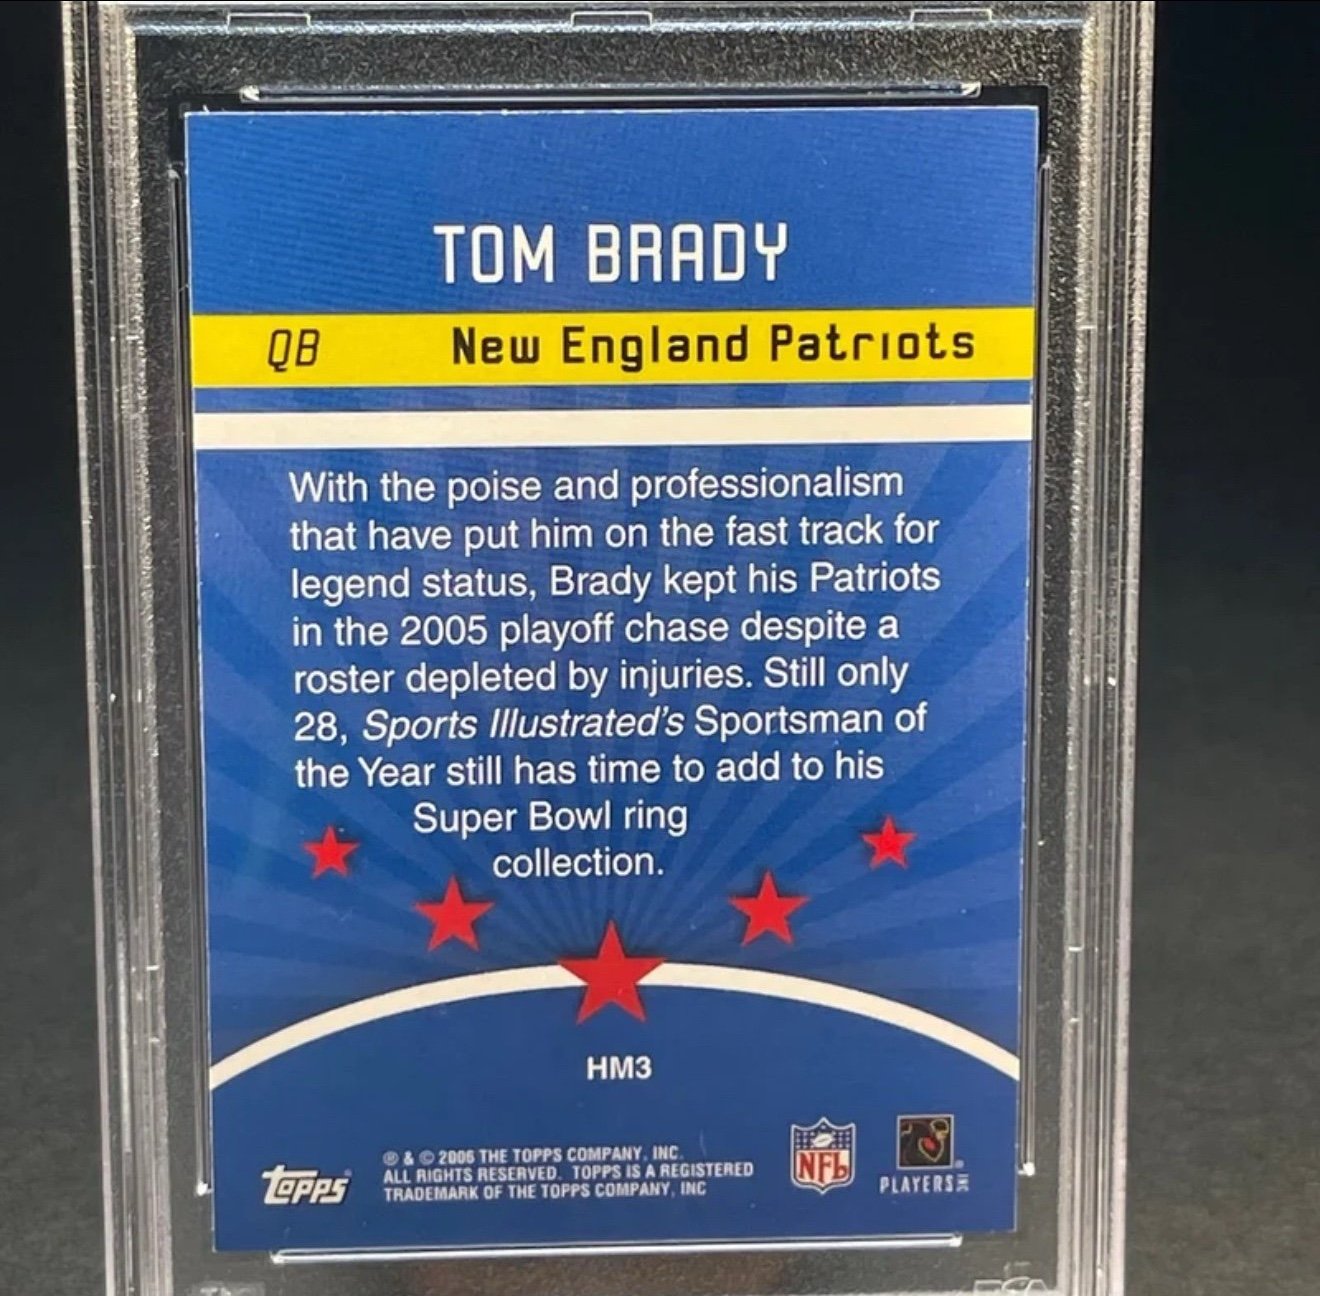 TOM BRADY
QB New England Patriots
With the poise and professionalism
that have put him on the fast track for
legend status, Brady kept his Patriots
in the 2005 playoff chase despite a
roster depleted by injuries. Still only
28, Sports Illustrated's Sportsman of
the Year still has time to add to his
Super Bowl ring
collection.
HM3
Topps
® & © 2006 THE TOPPS COMPANY, INC.
ALL RIGHTS RESERVED. TOPPS IS A REGISTERED
TRADEMARK OF THE TOPPS COMPANY, INC
NFL
PLAYERS INC